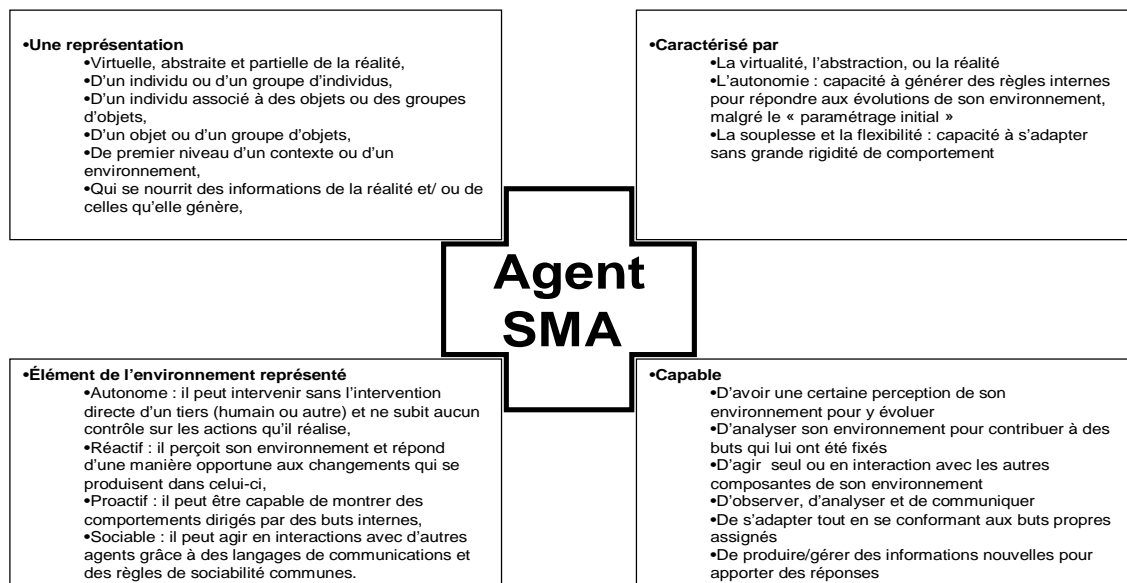 •Une représentation
•Virtuelle, abstraite et partielle de la réalité,
•D'un individu ou d'un groupe d'individus,
•D'un individu associé à des objets ou des groupes
d'objets,
•D'un objet ou d'un groupe d'objets,
•De premier niveau d'un contexte ou d'un
environnement,
•Qui se nourrit des informations de la réalité et/ ou de
celles qu'elle génère,
•Caractérisé par
•La virtualité, l'abstraction, ou la réalité
•L'autonomie : capacité à générer des règles internes
pour répondre aux évolutions de son environnement,
malgré le « paramétrage initial »
•La souplesse et la flexibilité : capacité à s'adapter
sans grande rigidité de comportement
Agent
SMA
•Élément de l'environnement représenté
•Autonome : il peut intervenir sans l'intervention
directe d'un tiers (humain ou autre) et ne subit aucun
contrôle sur les actions qu'il réalise,
•Réactif : il perçoit son environnement et répond
d'une manière opportune aux changements qui se
produisent dans celui-ci,
•Proactif : il peut être capable de montrer des
comportements dirigés par des buts internes,
•Sociable : il peut agir en interactions avec d'autres
agents grâce à des langages de communications et
des règles de sociabilité communes.
•Capable
•D'avoir une certaine perception de son
environnement pour y évoluer
•D'analyser son environnement pour contribuer à des
buts qui lui ont été fixés
•D'agir seul ou en interaction avec les autres
composantes de son environnement
•D'observer, d'analyser et de communiquer
•De s'adapter tout en se conformant aux buts propres
assignés
•De produire/gérer des informations nouvelles pour
apporter des réponses